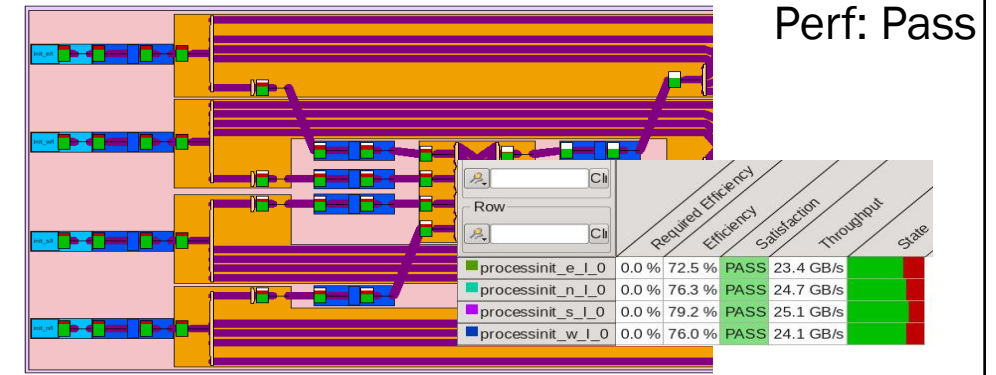 Perf: Pass
Clr
Row
Clr
Required Efficiency
Efficiency
Satisfaction
Throughput
State
processinit_e_l_0 0.0 % 72.5 % PASS 23.4 GB/s
processinit_n_l_0 0.0 % 76.3 % PASS 24.7 GB/s
processinit_s_l_0 0.0 % 79.2 % PASS 25.1 GB/s
processinit_w_l_0 0.0 % 76.0 % PASS 24.1 GB/s